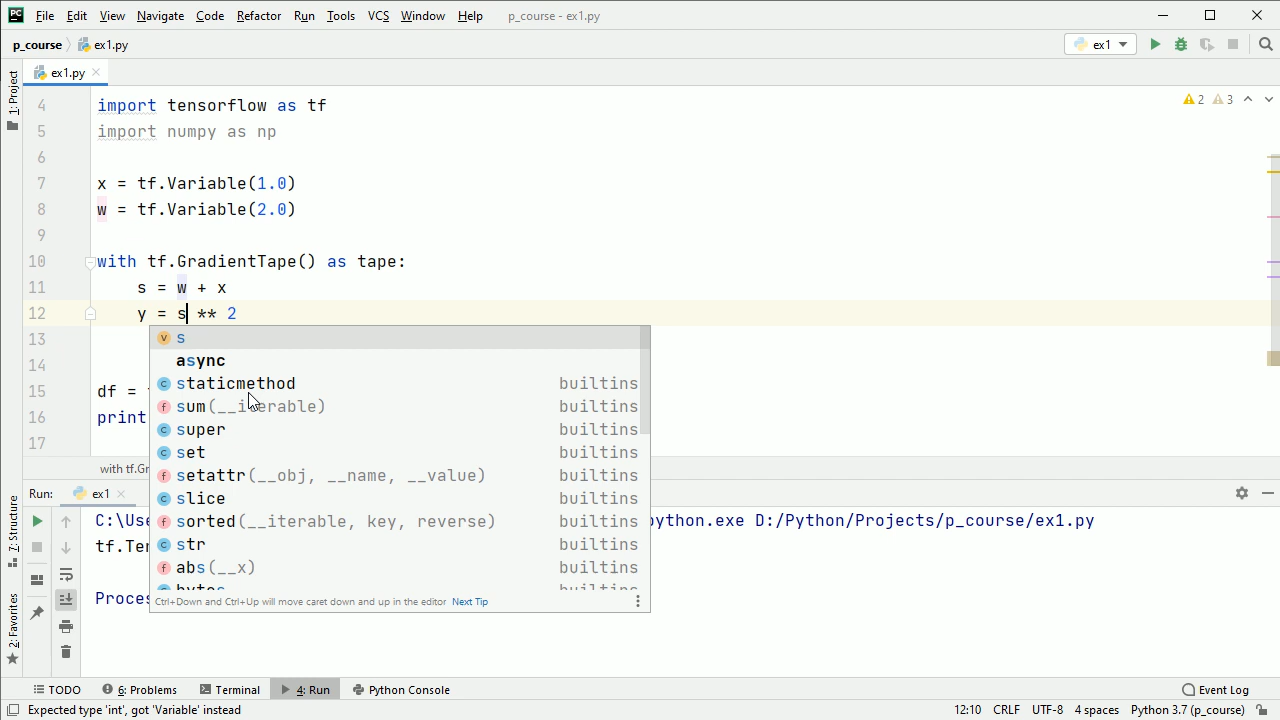 PC File Edit View Navigate Code Refactor Run Tools VCS Window Help p_course - ex1.py
p_course ex1.py ex1
1: Project
ex1.py
4 import tensorflow as tf 2 3
5 import numpy as np
6
7 x = tf.Variable(1.0)
8 w = tf.Variable(2.0)
9
10 with tf.GradientTape() as tape:
11 s = w + x
12 y = s ** 2
13
14
15 df =
16 print
17
v s
async
c staticmethod builtins
f sum(__iterable) builtins
c super builtins
c set builtins
f setattr(__obj, __name, __value) builtins
c slice builtins
f sorted(__iterable, key, reverse) builtins
c str builtins
f abs(__x) builtins
bytes builtins
Ctrl+Down and Ctrl+Up will move caret down and up in the editor Next Tip
with tf.Gr
Run: ex1
C:\Use python.exe D:/Python/Projects/p_course/ex1.py
tf.Ten
Proces
7: Structure
2: Favorites
TODO 6: Problems Terminal 4: Run Python Console Event Log
Expected type 'int', got 'Variable' instead 12:10 CRLF UTF-8 4 spaces Python 3.7 (p_course)